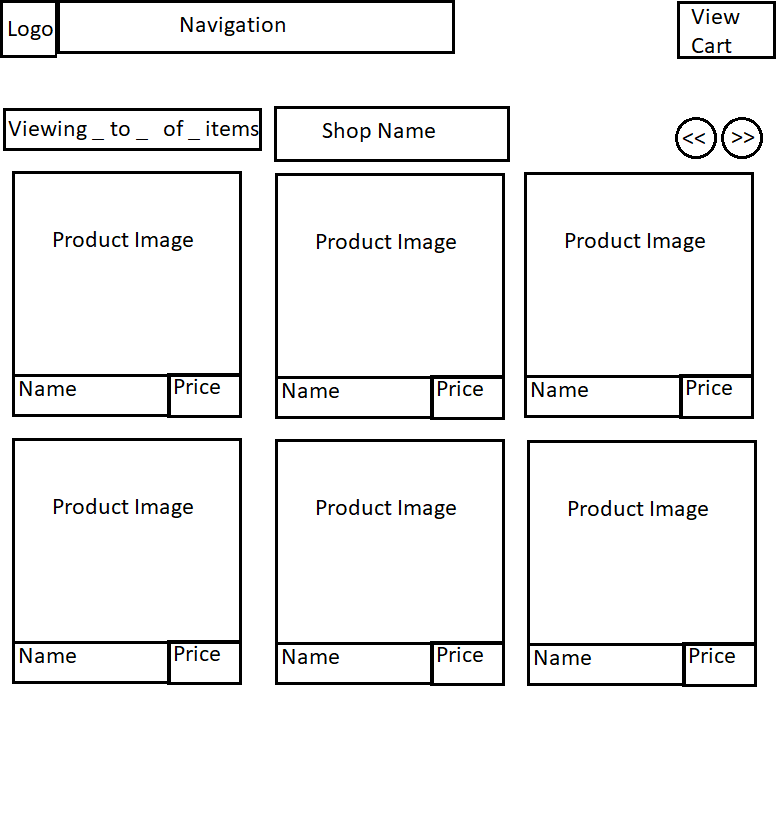 Logo
Navigation
View
Cart
Viewing _ to _ of _ items
Shop Name
<<
>>
Product Image
Product Image
Product Image
Name
Price
Name
Price
Name
Price
Product Image
Product Image
Product Image
Name
Price
Name
Price
Name
Price